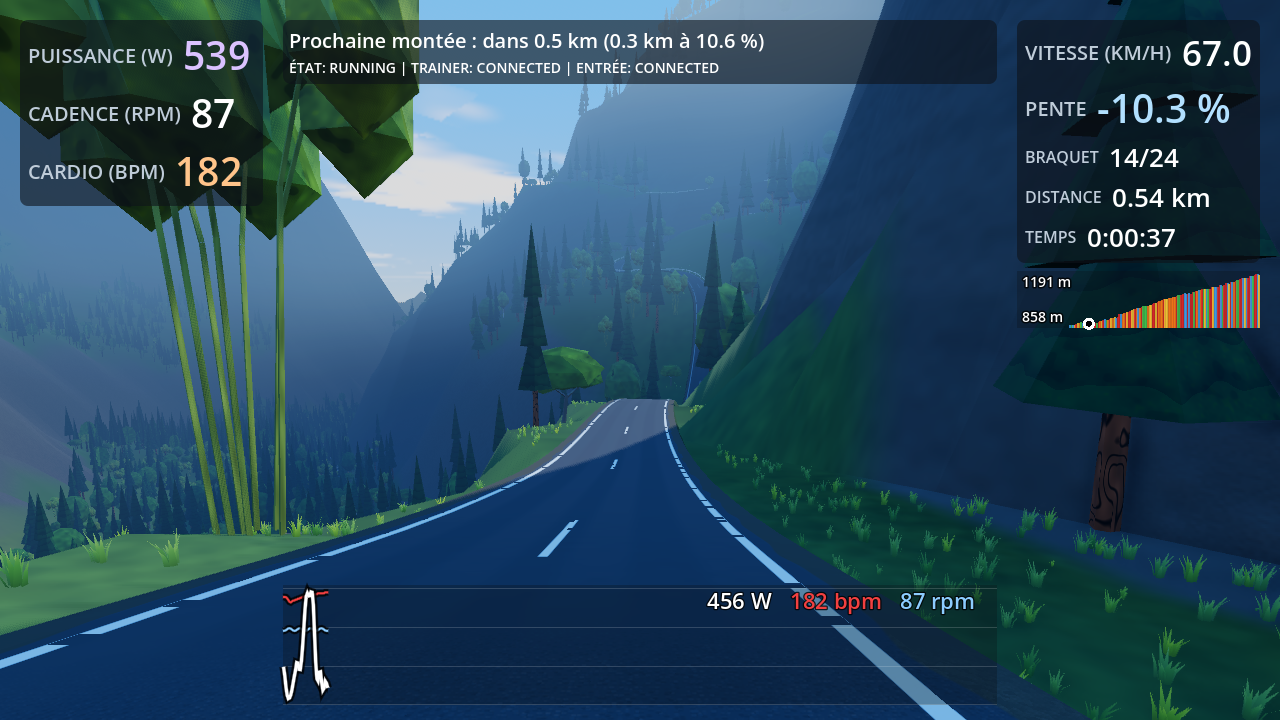 PUISSANCE (W) 539
CADENCE (RPM) 87
CARDIO (BPM) 182
Prochaine montée : dans 0.5 km (0.3 km à 10.6 %)
ÉTAT: RUNNING | TRAINER: CONNECTED | ENTRÉE: CONNECTED
VITESSE (KM/H) 67.0
PENTE -10.3 %
BRAQUET 14/24
DISTANCE 0.54 km
TEMPS 0:00:37
1191 m
858 m
456 W 182 bpm 87 rpm